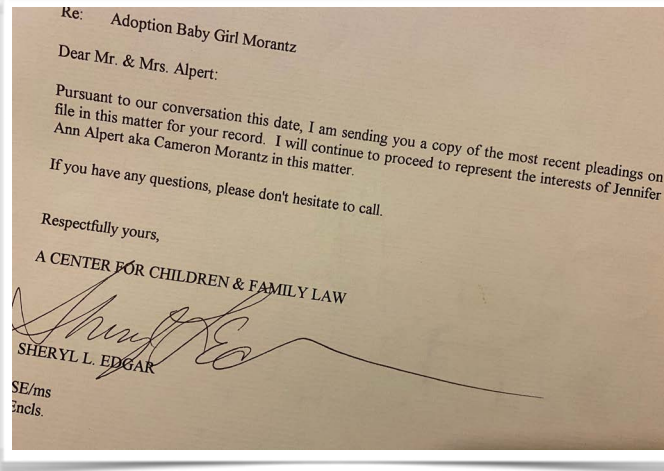 Re: Adoption Baby Girl Morantz
Dear Mr. & Mrs. Alpert:
Pursuant to our conversation this date, I am sending you a copy of the most recent pleadings on
file in this matter for your record. I will continue to proceed to represent the interests of Jennifer
Ann Alpert aka Cameron Morantz in this matter.
If you have any questions, please don't hesitate to call.
Respectfully yours,
A CENTER FOR CHILDREN & FAMILY LAW
SHERYL L. EDGAR
SE/ms
Encls.